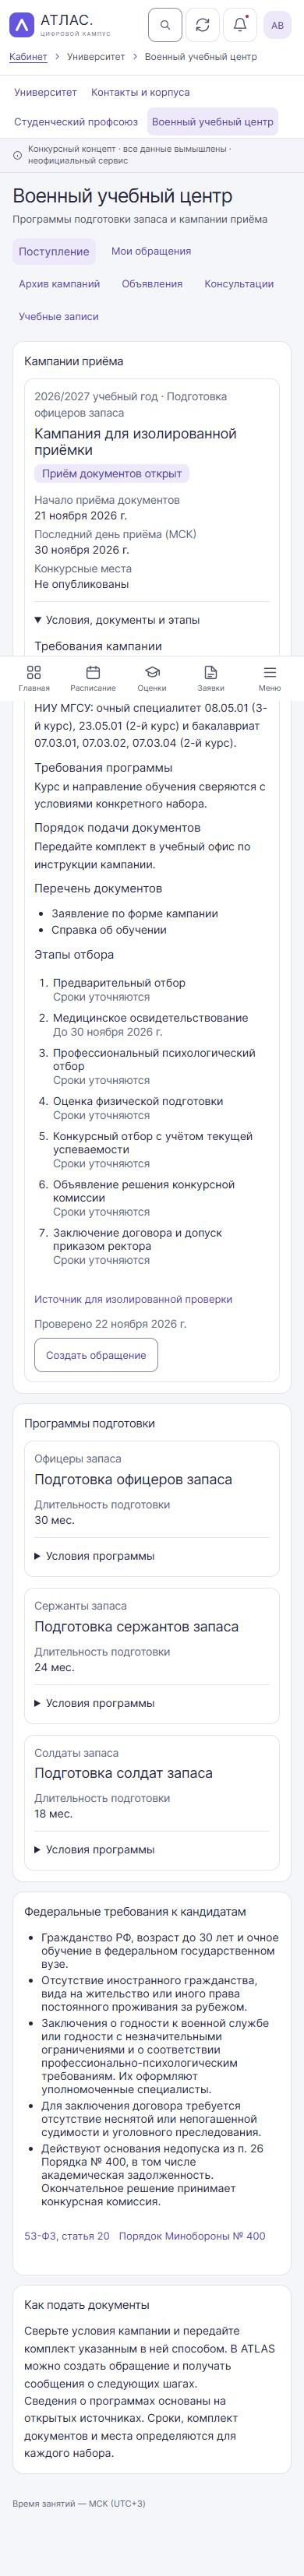 АТЛАС.
ЦИФРОВОЙ КАМПУС
АВ
Кабинет > Университет > Военный учебный центр
Университет Контакты и корпуса
Студенческий профсоюз Военный учебный центр
Конкурсный концепт · все данные вымышлены ·
неофициальный сервис
Военный учебный центр
Программы подготовки запаса и кампании приёма
Поступление Мои обращения
Архив кампаний Объявления Консультации
Учебные записи
Кампании приёма
2026/2027 учебный год · Подготовка
офицеров запаса
Кампания для изолированной
приёмки
Приём документов открыт
Начало приёма документов
21 ноября 2026 г.
Последний день приёма (МСК)
30 ноября 2026 г.
Конкурсные места
Не опубликованы
▼ Условия, документы и этапы
Требования кампании
Главная Расписание Оценки Заявки Меню
НИУ МГСУ: очный специалитет 08.05.01 (3-
й курс), 23.05.01 (2-й курс) и бакалавриат
07.03.01, 07.03.02, 07.03.04 (2-й курс).
Требования программы
Курс и направление обучения сверяются с
условиями конкретного набора.
Порядок подачи документов
Передайте комплект в учебный офис по
инструкции кампании.
Перечень документов
• Заявление по форме кампании
• Справка об обучении
Этапы отбора
1. Предварительный отбор
Сроки уточняются
2. Медицинское освидетельствование
До 30 ноября 2026 г.
3. Профессиональный психологический
отбор
Сроки уточняются
4. Оценка физической подготовки
Сроки уточняются
5. Конкурсный отбор с учётом текущей
успеваемости
Сроки уточняются
6. Объявление решения конкурсной
комиссии
Сроки уточняются
7. Заключение договора и допуск
приказом ректора
Сроки уточняются
Источник для изолированной проверки
Проверено 22 ноября 2026 г.
Создать обращение
Программы подготовки
Офицеры запаса
Подготовка офицеров запаса
Длительность подготовки
30 мес.
▶ Условия программы
Сержанты запаса
Подготовка сержантов запаса
Длительность подготовки
24 мес.
▶ Условия программы
Солдаты запаса
Подготовка солдат запаса
Длительность подготовки
18 мес.
▶ Условия программы
Федеральные требования к кандидатам
• Гражданство РФ, возраст до 30 лет и очное
обучение в федеральном государственном
вузе.
• Отсутствие иностранного гражданства,
вида на жительство или иного права
постоянного проживания за рубежом.
• Заключения о годности к военной службе
или годности с незначительными
ограничениями и о соответствии
профессионально-психологическим
требованиям. Их оформляют
уполномоченные специалисты.
• Для заключения договора требуется
отсутствие неснятой или непогашенной
судимости и уголовного преследования.
• Действуют основания недопуска из п. 26
Порядка № 400, в том числе
академическая задолженность.
Окончательное решение принимает
конкурсная комиссия.
53-ФЗ, статья 20 Порядок Минобороны № 400
Как подать документы
Сверьте условия кампании и передайте
комплект указанным в ней способом. В ATLAS
можно создать обращение и получать
сообщения о следующих шагах.
Сведения о программах основаны на
открытых источниках. Сроки, комплект
документов и места определяются для
каждого набора.
Время занятий — МСК (UTC+3)